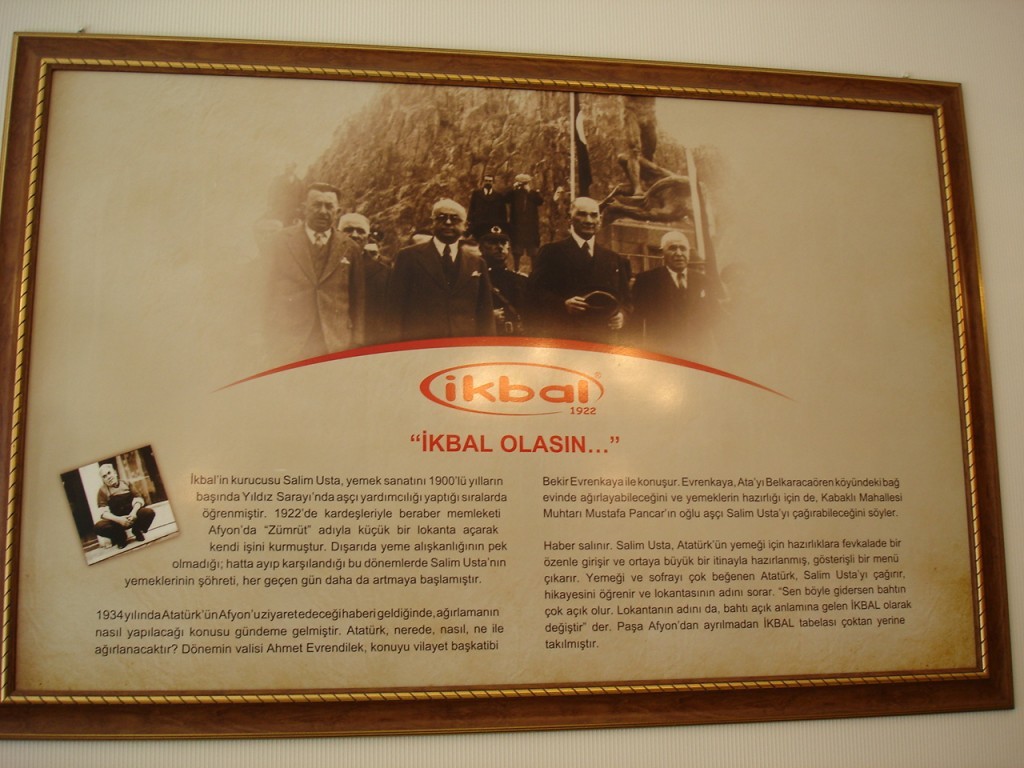 ikbal®
1922
“İKBAL OLASIN...”
İkbal’in kurucusu Salim Usta, yemek sanatını 1900’lü yılların
başında Yıldız Sarayı’nda aşçı yardımcılığı yaptığı sıralarda
öğrenmiştir. 1922’de kardeşleriyle beraber memleketi
Afyon’da “Zümrüt” adıyla küçük bir lokanta açarak
kendi işini kurmuştur. Dışarıda yeme alışkanlığının pek
olmadığı; hatta ayıp karşılandığı bu dönemlerde Salim Usta’nın
yemeklerinin şöhreti, her geçen gün daha da artmaya başlamıştır.
1934 yılında Atatürk’ün Afyon’u ziyaret edeceği haberi geldiğinde, ağırlamanın
nasıl yapılacağı konusu gündeme gelmiştir. Atatürk, nerede, nasıl, ne ile
ağırlanacaktır? Dönemin valisi Ahmet Evrendilek, konuyu vilayet başkatibi
Bekir Evrenkaya ile konuşur. Evrenkaya, Ata’yı Belkaracaören köyündeki bağ
evinde ağırlayabileceğini ve yemeklerin hazırlığı için de, Kabaklı Mahallesi
Muhtarı Mustafa Pancar’ın oğlu aşçı Salim Usta’yı çağırabileceğini söyler.
Haber salınır. Salim Usta, Atatürk’ün yemeği için hazırlıklara fevkalade bir
özenle girişir ve ortaya büyük bir itinayla hazırlanmış, gösterişli bir menü
çıkarır. Yemeği ve sofrayı çok beğenen Atatürk, Salim Usta’yı çağırır,
hikayesini öğrenir ve lokantasının adını sorar. “Sen böyle gidersen bahtın
çok açık olur. Lokantanın adını da, bahtı açık anlamına gelen İKBAL olarak
değiştir” der. Paşa Afyon’dan ayrılmadan İKBAL tabelası çoktan yerine
takılmıştır.